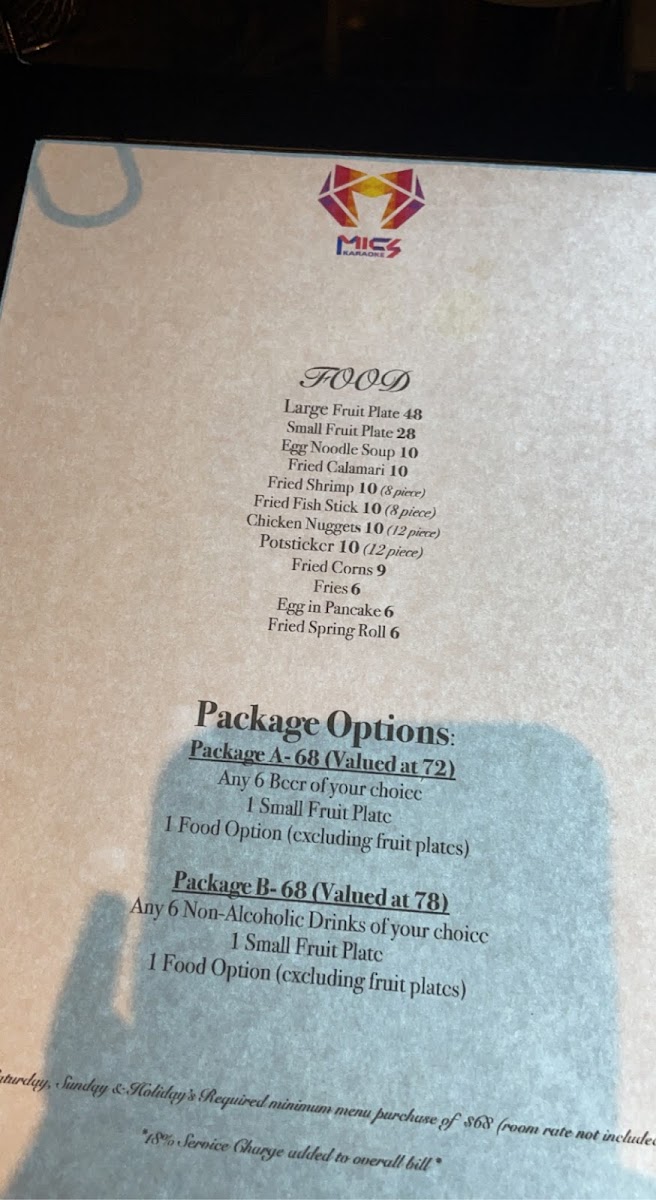 MICS
KARAOKE
FOOD
Large Fruit Plate 48
Small Fruit Plate 28
Egg Noodle Soup 10
Fried Calamari 10
Fried Shrimp 10 (8 piece)
Fried Fish Stick 10 (8 piece)
Chicken Nuggets 10 (12 piece)
Potsticker 10 (12 piece)
Fried Corns 9
Fries 6
Egg in Pancake 6
Fried Spring Roll 6
Package Options:
Package A- 68 (Valued at 72)
Any 6 Beer of your choice
1 Small Fruit Plate
1 Food Option (excluding fruit plates)
Package B- 68 (Valued at 78)
Any 6 Non-Alcoholic Drinks of your choice
1 Small Fruit Plate
1 Food Option (excluding fruit plates)
aturday, Sunday & Holiday's Required minimum menu purchase of $68 (room rate not include
*18% Service Charge added to overall bill *